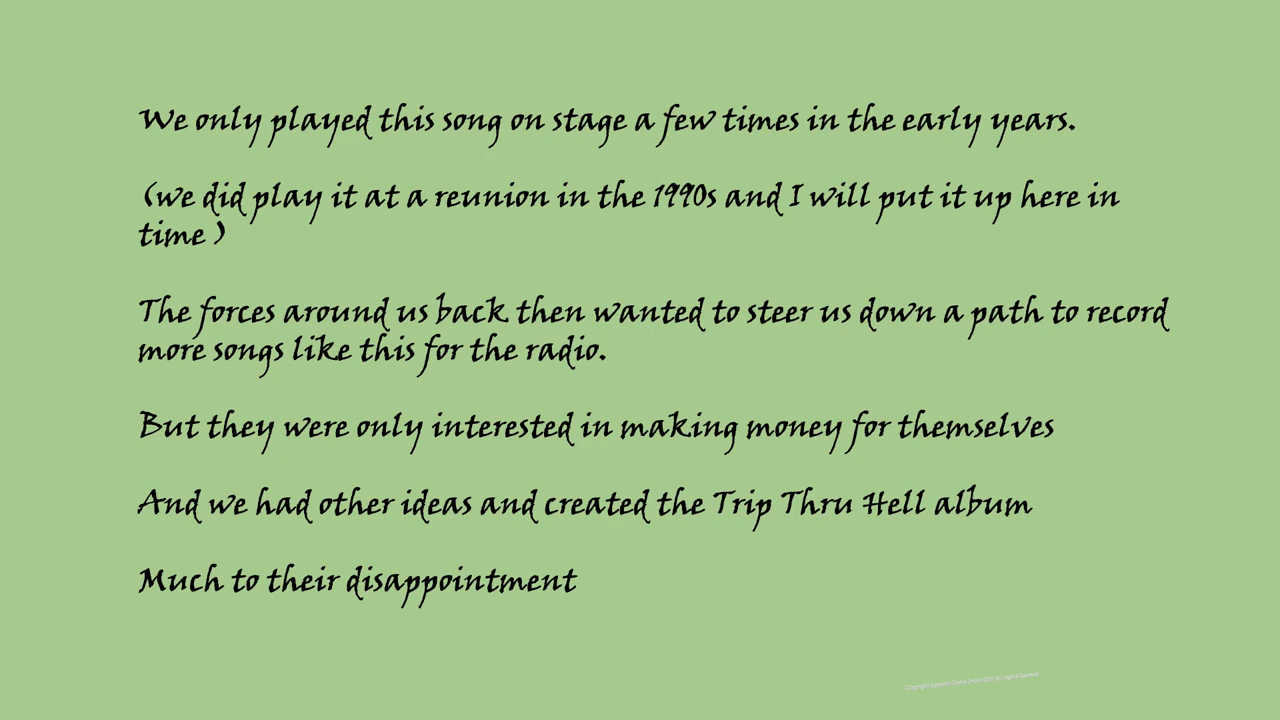 We only played this song on stage a few times in the early years.
(we did play it at a reunion in the 1990s and I will put it up here in
time )
The forces around us back then wanted to steer us down a path to record
more songs like this for the radio.
But they were only interested in making money for themselves
And we had other ideas and created the Trip Thru Hell album
Much to their disappointment